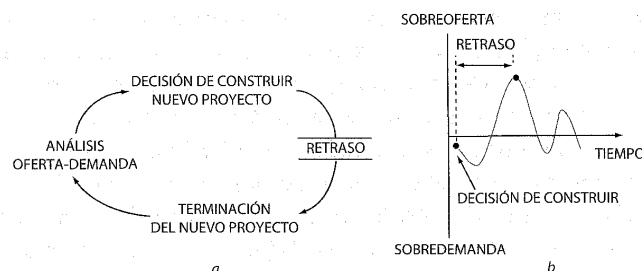 DECISIÓN DE CONSTRUIR
NUEVO PROYECTO
ANÁLISIS
OFERTA-DEMANDA
RETRASO
TERMINACIÓN
DEL NUEVO PROYECTO
a
SOBREOFERTA
RETRASO
TIEMPO
DECISIÓN DE CONSTRUIR
SOBREDEMANDA
b